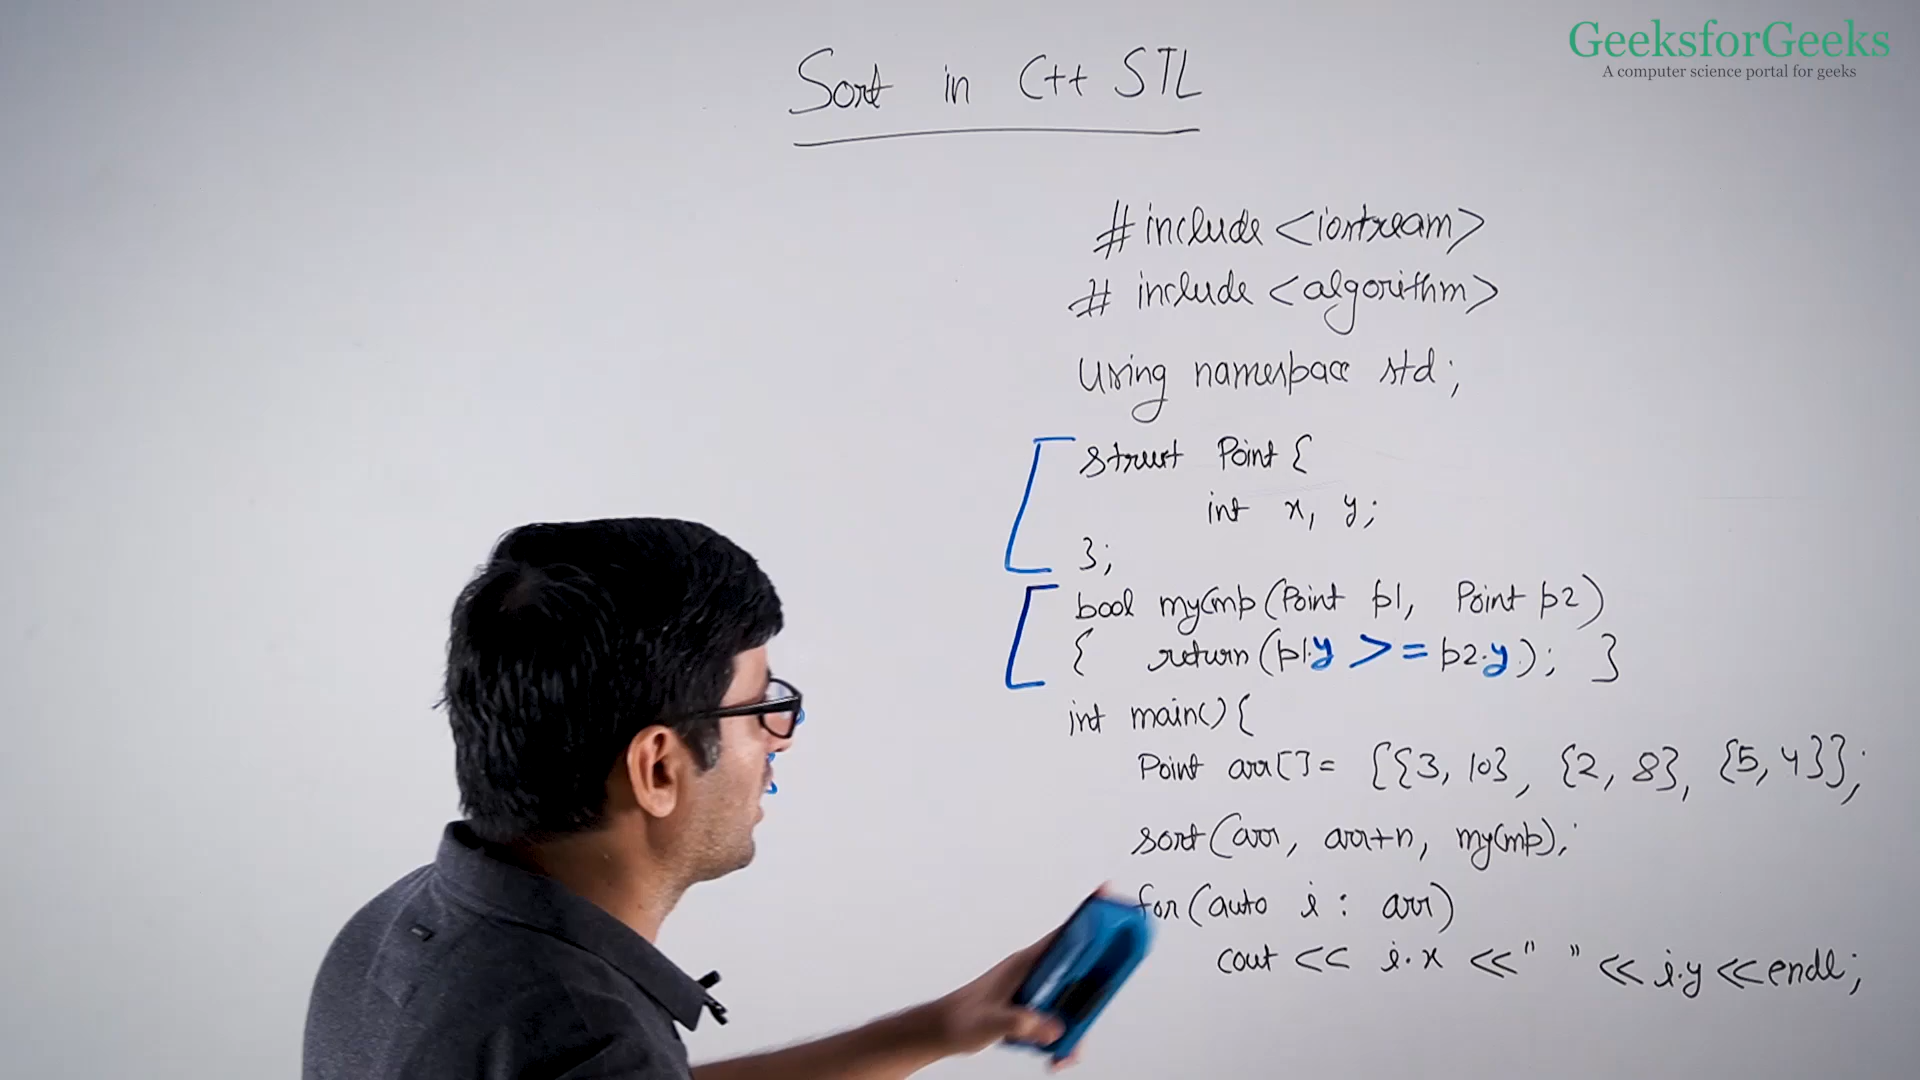 GeeksforGeeks
A computer science portal for geeks
Sort in C++ STL
#include <iostream>
# include <algorithm>
using namespace std;
struct Point {
int x, y;
};
bool myCmp(Point p1, Point p2)
{ return(p1.y >= p2.y); }
int main(){
Point arr[]= {{3, 10}, {2, 8}, {5, 4}};
sort(arr, arr+n, myCmp);
for(auto i : arr)
cout << i.x << " " << i.y << endl;